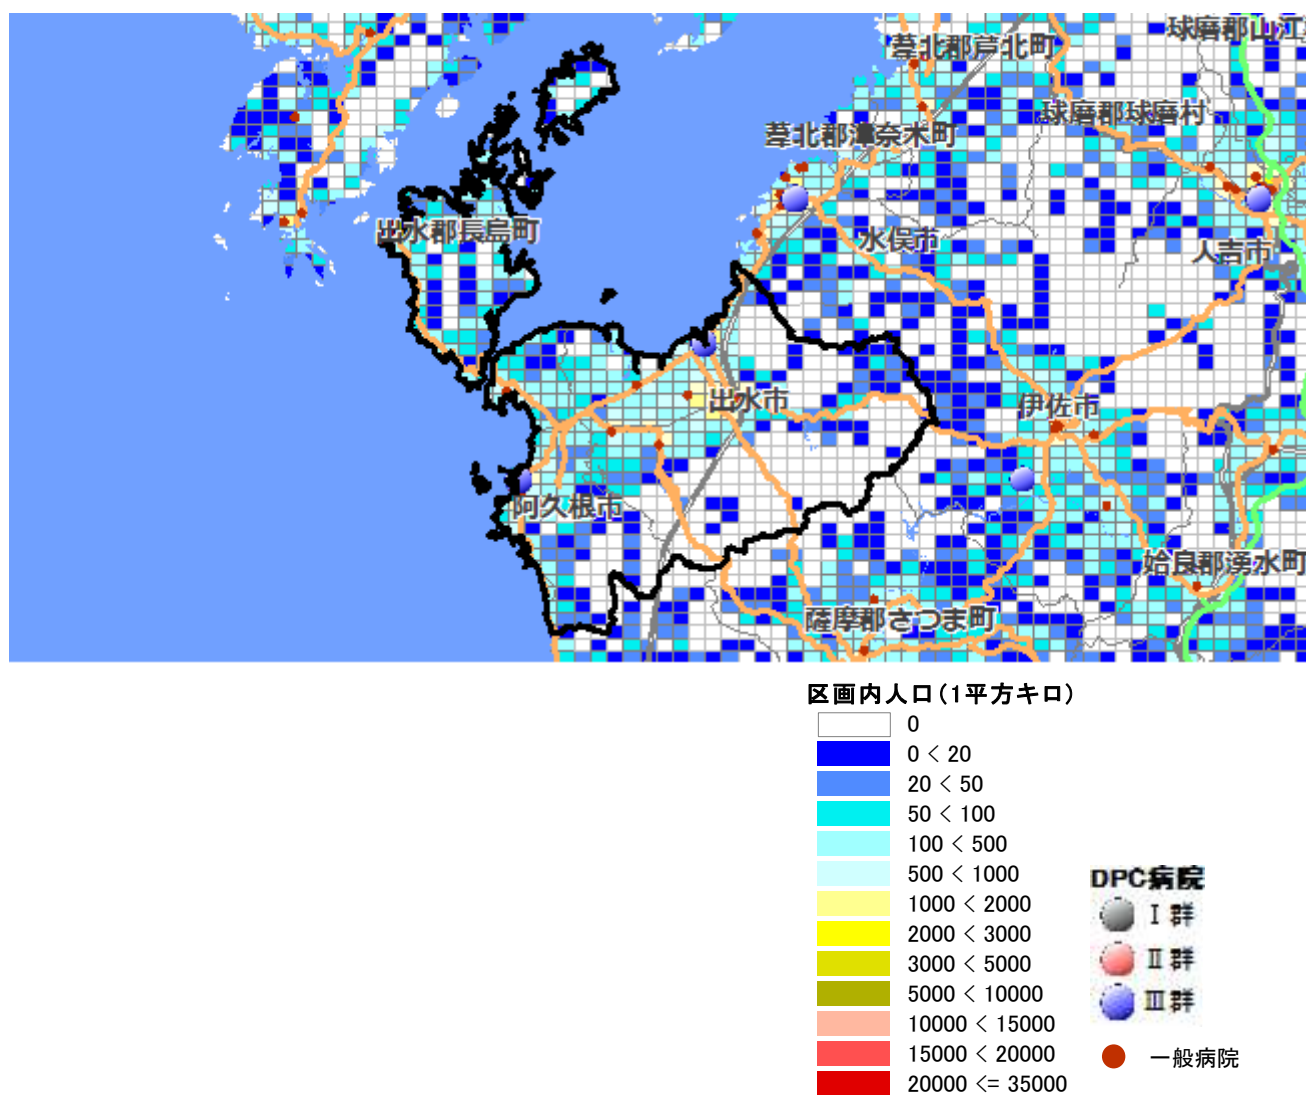 球磨郡山江
葦北郡芦北町
球磨郡球磨村
葦北郡津奈木町
出水郡長島町
水俣市
人吉市
出水市
伊佐市
阿久根市
姶良郡湧水町
薩摩郡さつま町
区画内人口(1平方キロ)
0
0 < 20
20 < 50
50 < 100
100 < 500
500 < 1000
1000 < 2000
2000 < 3000
3000 < 5000
5000 < 10000
10000 < 15000
15000 < 20000
20000 <= 35000
DPC病院
Ⅰ群
Ⅱ群
Ⅲ群
一般病院